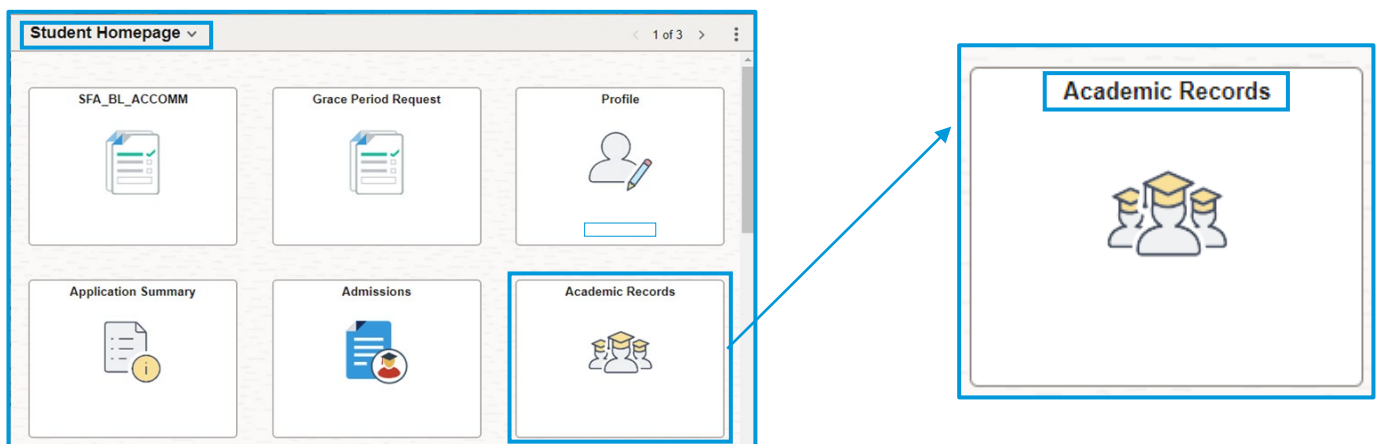 Student Homepage
1 of 3
SFA_BL_ACCOMM
Grace Period Request
Profile
Application Summary
Admissions
Academic Records
Academic Records